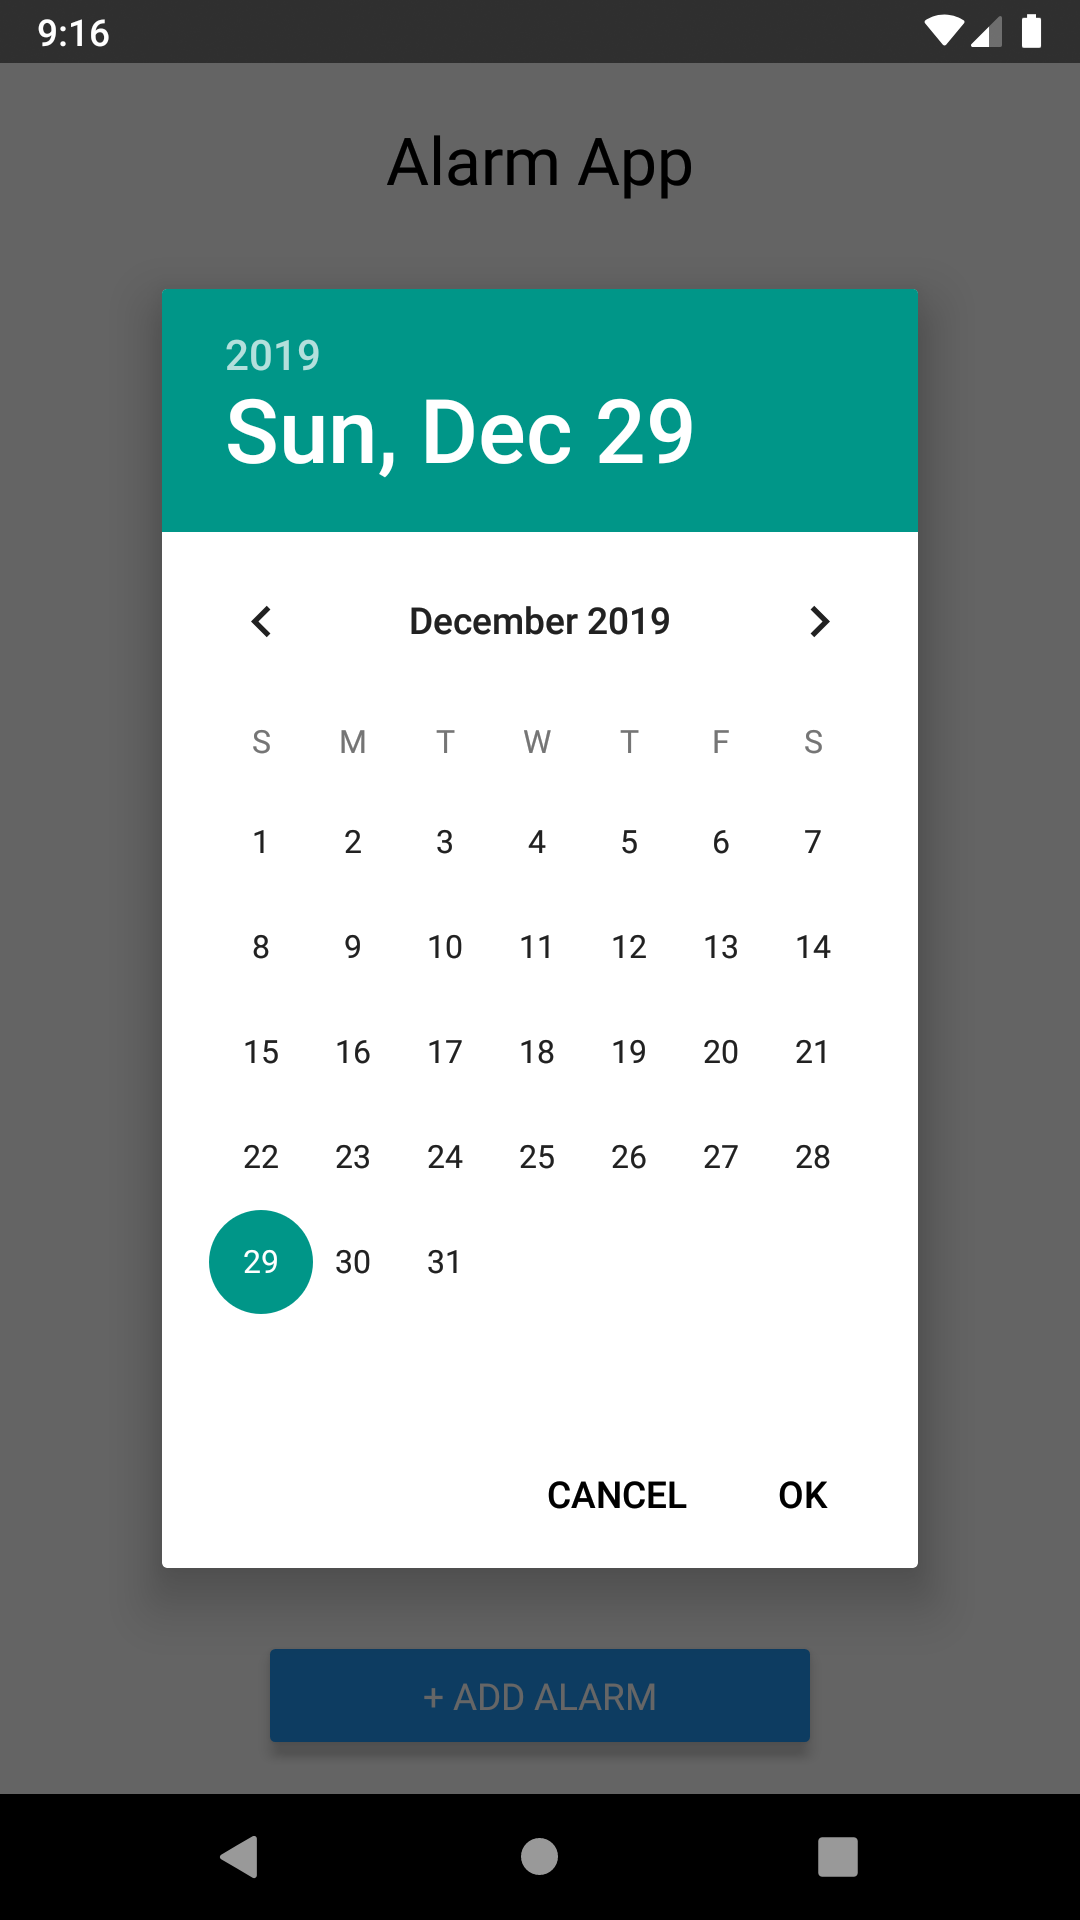 9:16
Alarm App
2019
Sun, Dec 29
December 2019
S M T W T F S
1 2 3 4 5 6 7
8 9 10 11 12 13 14
15 16 17 18 19 20 21
22 23 24 25 26 27 28
29 30 31
CANCEL OK
+ ADD ALARM